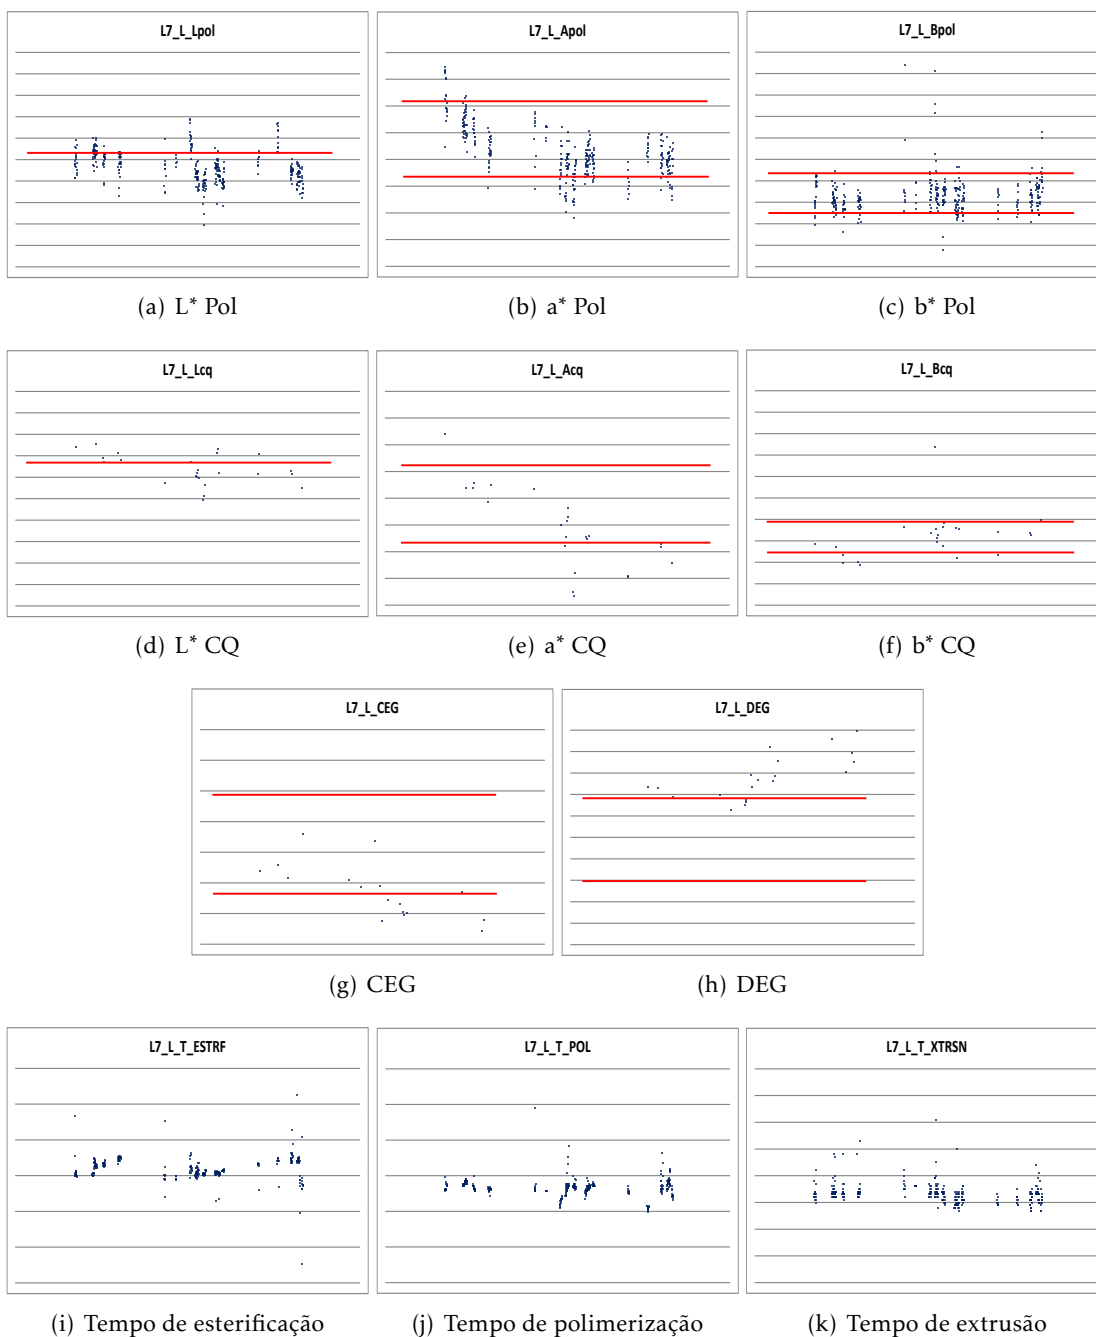 L7_L_Lpol
L7_L_Apol
L7_L_Bpol
(a) L* Pol
(b) a* Pol
(c) b* Pol
L7_L_Lcq
L7_L_Acq
L7_L_Bcq
(d) L* CQ
(e) a* CQ
(f) b* CQ
L7_L_CEG
L7_L_DEG
(g) CEG
(h) DEG
L7_L_T_ESTRF
L7_L_T_POL
L7_L_T_XTRSN
(i) Tempo de esterificação
(j) Tempo de polimerização
(k) Tempo de extrusão